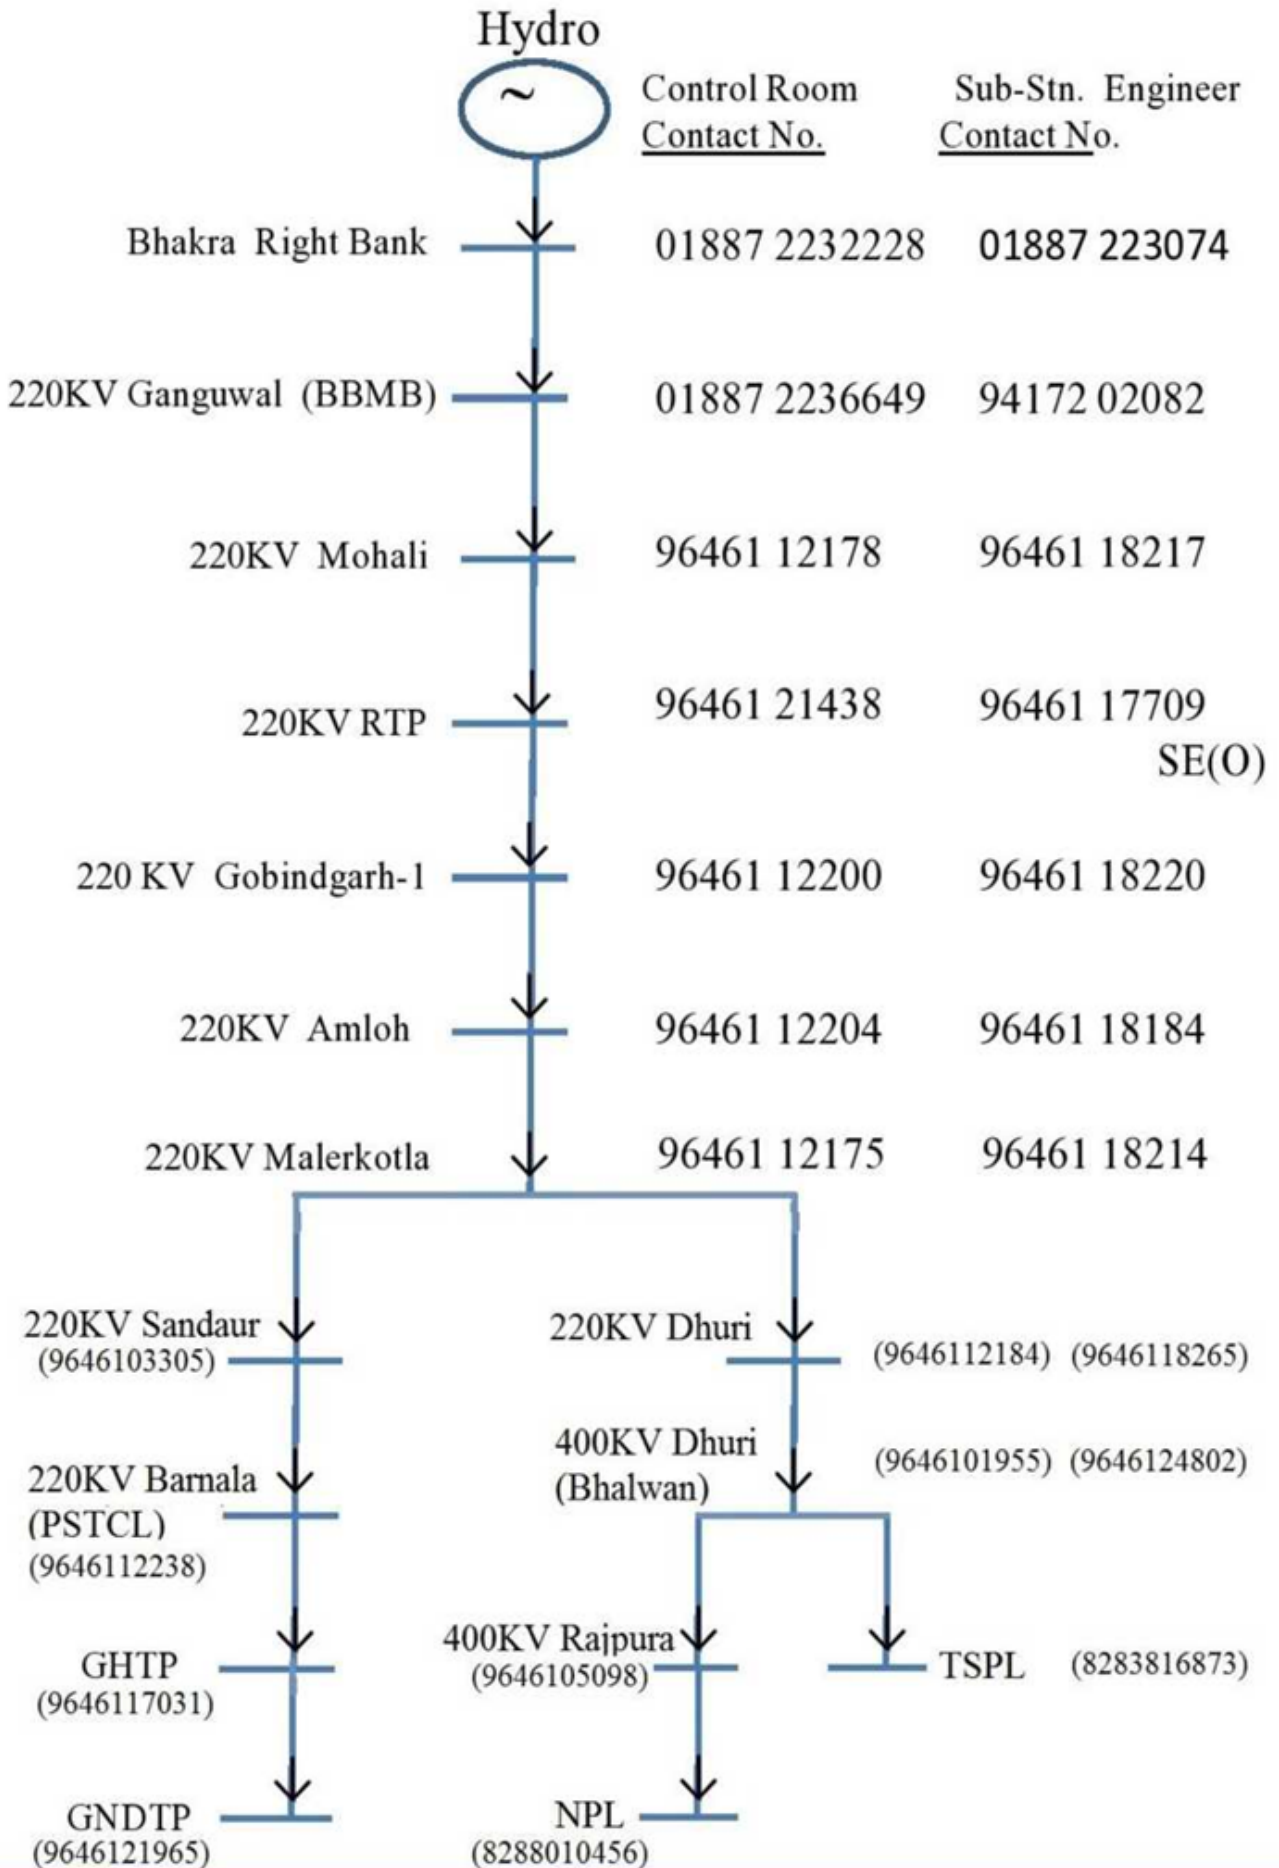 Hydro
~
Control Room Sub-Stn. Engineer
Contact No. Contact No.
Bhakra Right Bank 01887 2232228 01887 223074
220KV Ganguwal (BBMB) 01887 2236649 94172 02082
220KV Mohali 96461 12178 96461 18217
220KV RTP 96461 21438 96461 17709
SE(O)
220 KV Gobindgarh-1 96461 12200 96461 18220
220KV Amloh 96461 12204 96461 18184
220KV Malerkotla 96461 12175 96461 18214
220KV Sandaur 220KV Dhuri
(9646103305) (9646112184) (9646118265)
400KV Dhuri
(Bhalwan) (9646101955) (9646124802)
220KV Barnala
(PSTCL)
(9646112238)
400KV Rajpura
GHTP (9646105098) TSPL (8283816873)
(9646117031)
GNDTP NPL
(9646121965) (8288010456)